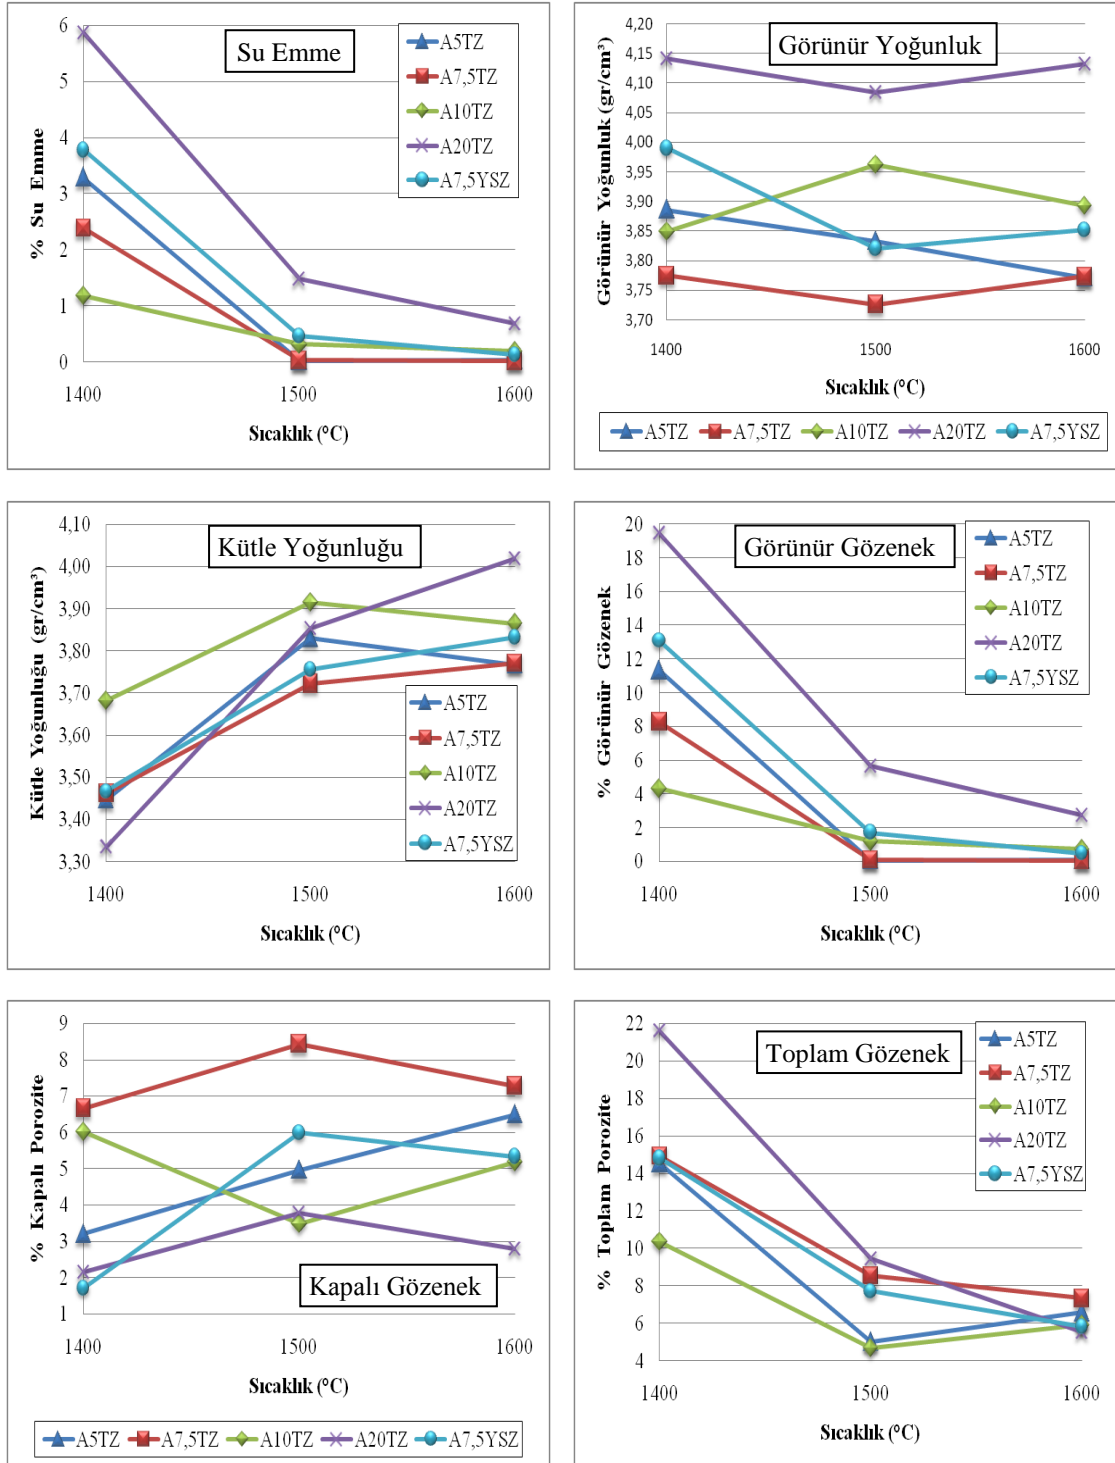 Su Emme
% Su Emme
6
5
4
3
2
1
0
1400 1500 1600
Sıcaklık (°C)
A5TZ
A7,5TZ
A10TZ
A20TZ
A7,5YSZ
Görünür Yoğunluk
Görünür Yoğunluk (gr/cm³)
4,20
4,15
4,10
4,05
4,00
3,95
3,90
3,85
3,80
3,75
3,70
1400 1500 1600
Sıcaklık (°C)
A5TZ A7,5TZ A10TZ A20TZ A7,5YSZ
Kütle Yoğunluğu
Kütle Yoğunluğu (gr/cm³)
4,10
4,00
3,90
3,80
3,70
3,60
3,50
3,40
3,30
1400 1500 1600
Sıcaklık (°C)
A5TZ
A7,5TZ
A10TZ
A20TZ
A7,5YSZ
Görünür Gözenek
% Görünür Gözenek
20
18
16
14
12
10
8
6
4
2
0
1400 1500 1600
Sıcaklık (°C)
A5TZ
A7,5TZ
A10TZ
A20TZ
A7,5YSZ
% Kapalı Porozite
9
8
7
6
5
4
3
2
1
Kapalı Gözenek
1400 1500 1600
Sıcaklık (°C)
A5TZ A7,5TZ A10TZ A20TZ A7,5YSZ
Toplam Gözenek
% Toplam Porozite
22
20
18
16
14
12
10
8
6
4
1400 1500 1600
Sıcaklık (°C)
A5TZ
A7,5TZ
A10TZ
A20TZ
A7,5YSZ